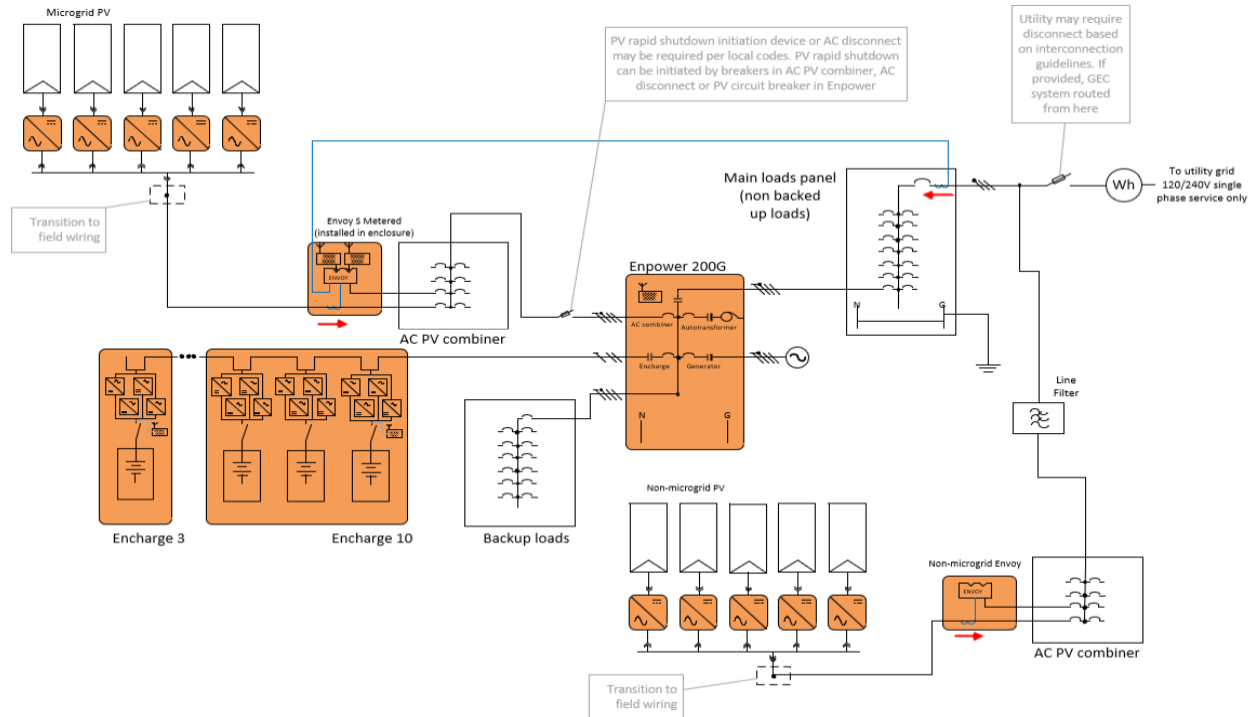 Microgrid PV
PV rapid shutdown initiation device or AC disconnect
may be required per local codes. PV rapid shutdown
can be initiated by breakers in AC PV combiner, AC
disconnect or PV circuit breaker in Enpower
Utility may require
disconnect based
on interconnection
guidelines. If
provided, GEC
system routed
from here
Transition to
field wiring
Envoy S Metered
(installed in enclosure)
ENVOY
AC PV combiner
Main loads panel
(non backed
up loads)
N
G
Wh
To utility grid
120/240V single
phase service only
Enpower 200G
AC combiner
Autotransformer
Encharge
Generator
N
G
Line
Filter
Encharge 3
Encharge 10
Backup loads
Non-microgrid PV
Transition to
field wiring
Non-microgrid Envoy
ENVOY
AC PV combiner